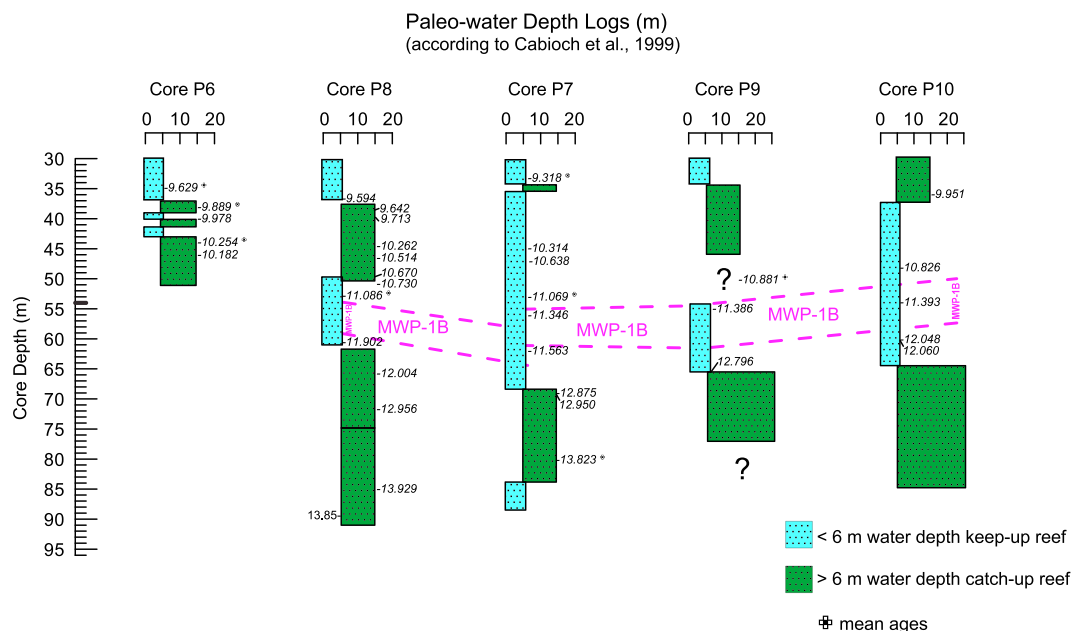 Paleo-water Depth Logs (m)
(according to Cabioch et al., 1999)
Core P6
Core P8
Core P7
Core P9
Core P10
0 10 20
0 10 20
0 10 20
0 10 20
0 10 20
Core Depth (m)
30
35
40
45
50
55
60
65
70
75
80
85
90
95
-9.629
-9.889
-9.978
-10.254
-10.182
-9.594
-9.642
-9.713
-10.262
-10.514
-10.670
-10.730
-11.086
MWP-1B
-11.902
-12.004
-12.956
-13.929
13,85-
MWP-1B
-9.318
-10.314
-10.638
-11.069
-11.346
-11.563
-12.875
12.950
-13.823
MWP-1B
? -10.881
-11.386
12.796
?
MWP-1B
-9.951
-10.826
-11.393
12.048
12.060
MWP-1B
< 6 m water depth keep-up reef
> 6 m water depth catch-up reef
mean ages